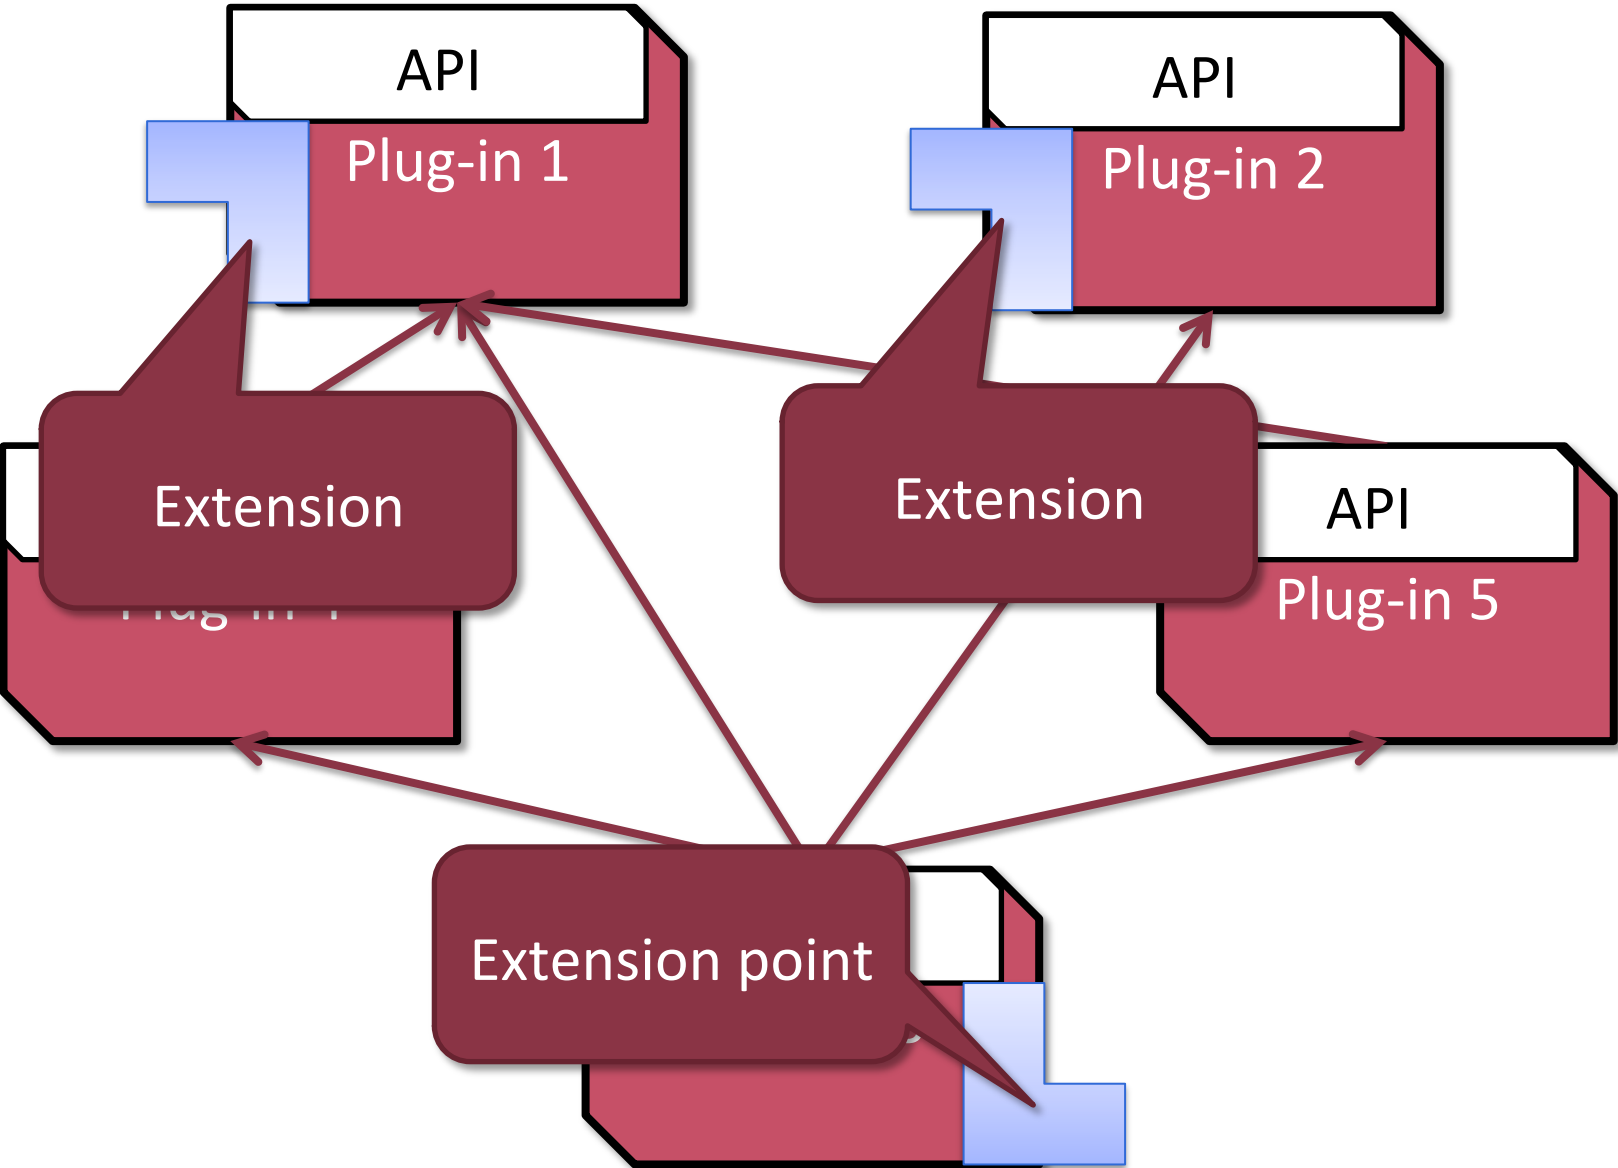 API
API
Plug-in 1
Plug-in 2
Extension
Extension
API
Plug-in 5
Extension point